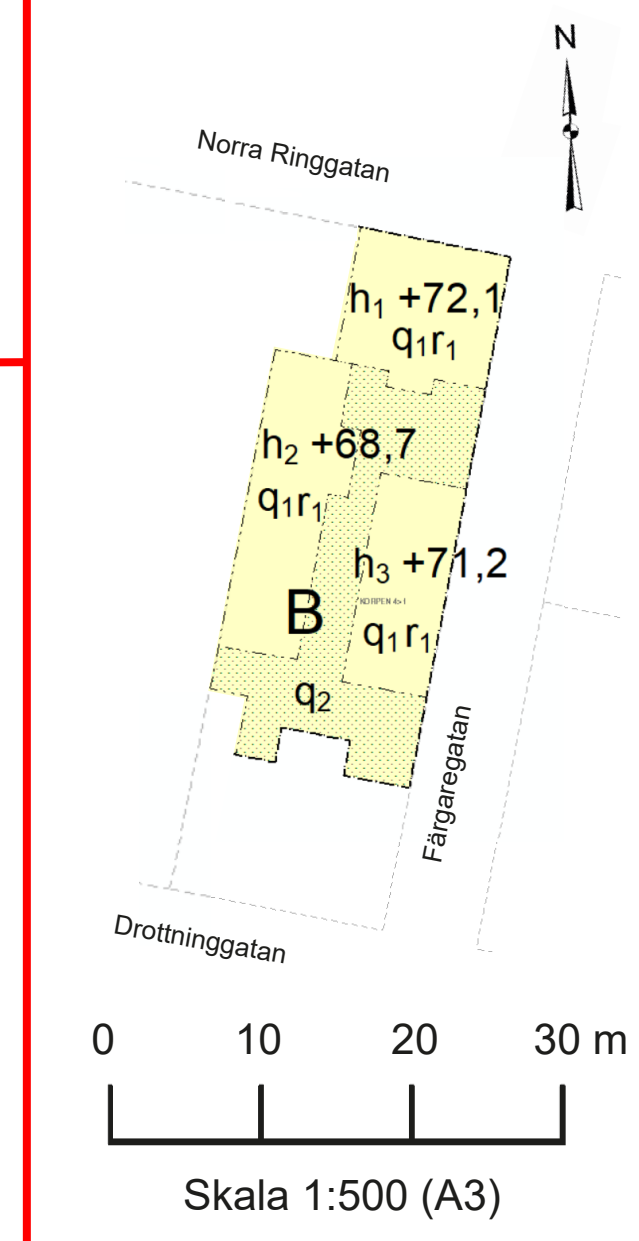 N
Norra Ringgatan
h₁ +72,1
q₁r₁
h₂ +68,7
q₁r₁
h₃ +71,2
B
q₁r₁
q₂
Färgaregatan
Drottninggatan
0 10 20 30 m
Skala 1:500 (A3)